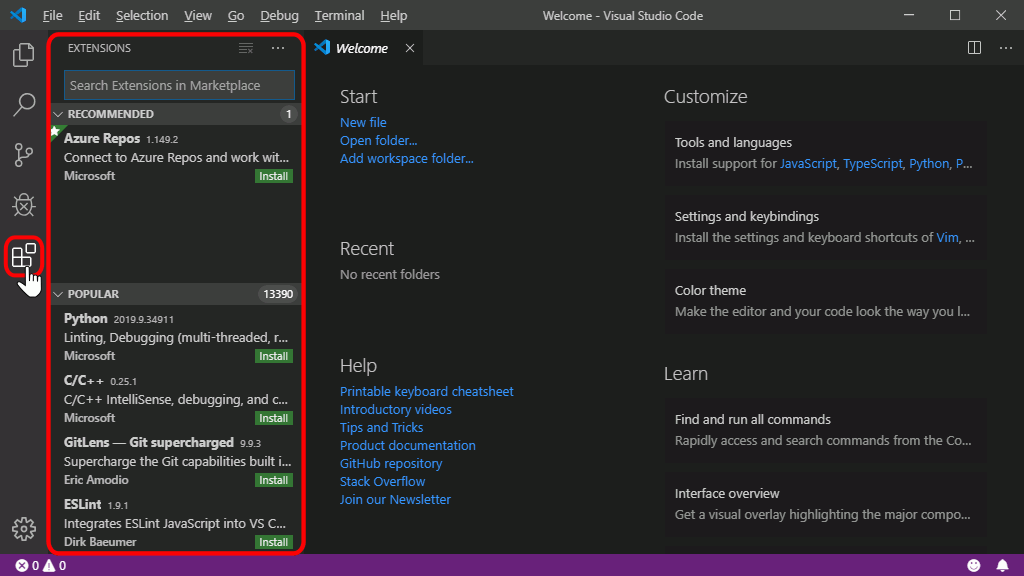 File Edit Selection View Go Debug Terminal Help
Welcome - Visual Studio Code
EXTENSIONS
Search Extensions in Marketplace
RECOMMENDED 1
Azure Repos 1.149.2
Connect to Azure Repos and work wit...
Microsoft Install
POPULAR 13390
Python 2019.9.34911
Linting, Debugging (multi-threaded, r...
Microsoft Install
C/C++ 0.25.1
C/C++ IntelliSense, debugging, and c...
Microsoft Install
GitLens — Git supercharged 9.9.3
Supercharge the Git capabilities built i...
Eric Amodio Install
ESLint 1.9.1
Integrates ESLint JavaScript into VS C...
Dirk Baeumer Install
Welcome
Start
New file
Open folder...
Add workspace folder...
Recent
No recent folders
Help
Printable keyboard cheatsheet
Introductory videos
Tips and Tricks
Product documentation
GitHub repository
Stack Overflow
Join our Newsletter
Customize
Tools and languages
Install support for JavaScript, TypeScript, Python, P...
Settings and keybindings
Install the settings and keyboard shortcuts of Vim, ...
Color theme
Make the editor and your code look the way you l...
Learn
Find and run all commands
Rapidly access and search commands from the Co...
Interface overview
Get a visual overlay highlighting the major compo...
0 0